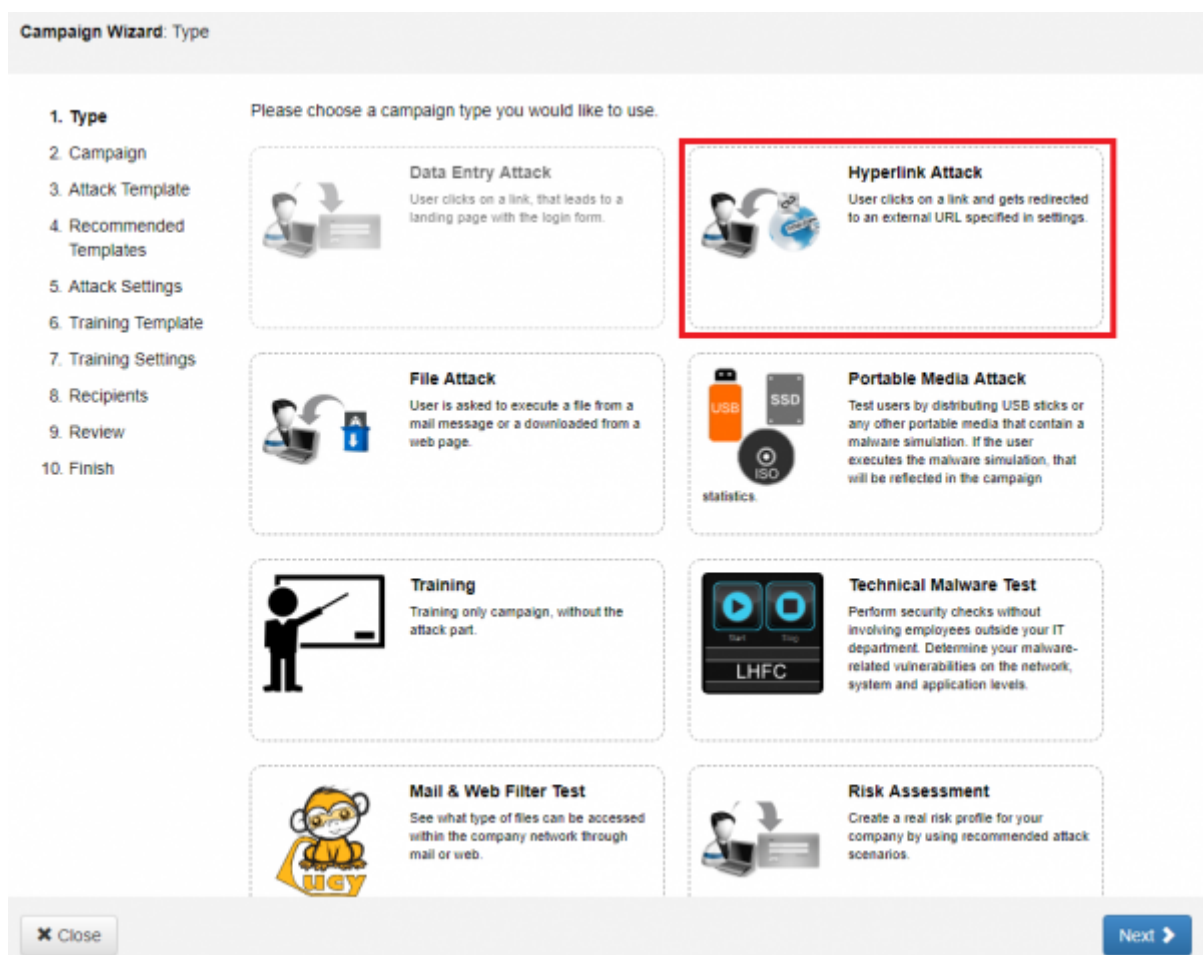 Campaign Wizard: Type
1. Type
2. Campaign
3. Attack Template
4. Recommended
Templates
5. Attack Settings
6. Training Template
7. Training Settings
8. Recipients
9. Review
10. Finish
Please choose a campaign type you would like to use.
Data Entry Attack
User clicks on a link, that leads to a
landing page with the login form.
Hyperlink Attack
User clicks on a link and gets redirected
to an external URL specified in settings.
File Attack
User is asked to execute a file from a
mail message or a downloaded from a
web page.
USB
SSD
ISO
Portable Media Attack
Test users by distributing USB sticks or
any other portable media that contain a
malware simulation. If the user
executes the malware simulation, that
will be reflected in the campaign
statistics.
Training
Training only campaign, without the
attack part.
Start
LHFC
Technical Malware Test
Perform security checks without
involving employees outside your IT
department. Determine your malware-
related vulnerabilities on the network,
system and application levels.
Lucy
Mail & Web Filter Test
See what type of files can be accessed
within the company network through
mail or web.
Risk Assessment
Create a real risk profile for your
company by using recommended attack
scenarios.
Close
Next